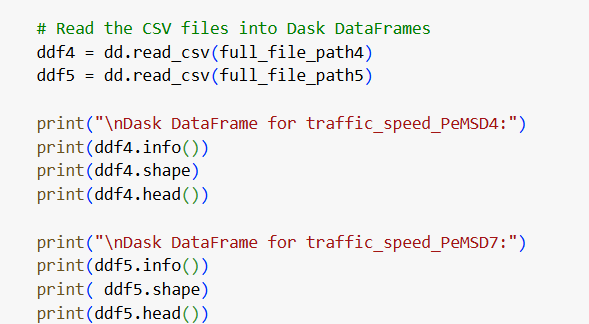 # Read the CSV files into Dask DataFrames
ddf4 = dd.read_csv(full_file_path4)
ddf5 = dd.read_csv(full_file_path5)
print("\nDask DataFrame for traffic_speed_PeMSD4:")
print(ddf4.info())
print(ddf4.shape)
print(ddf4.head())
print("\nDask DataFrame for traffic_speed_PeMSD7:")
print(ddf5.info())
print( ddf5.shape)
print(ddf5.head())